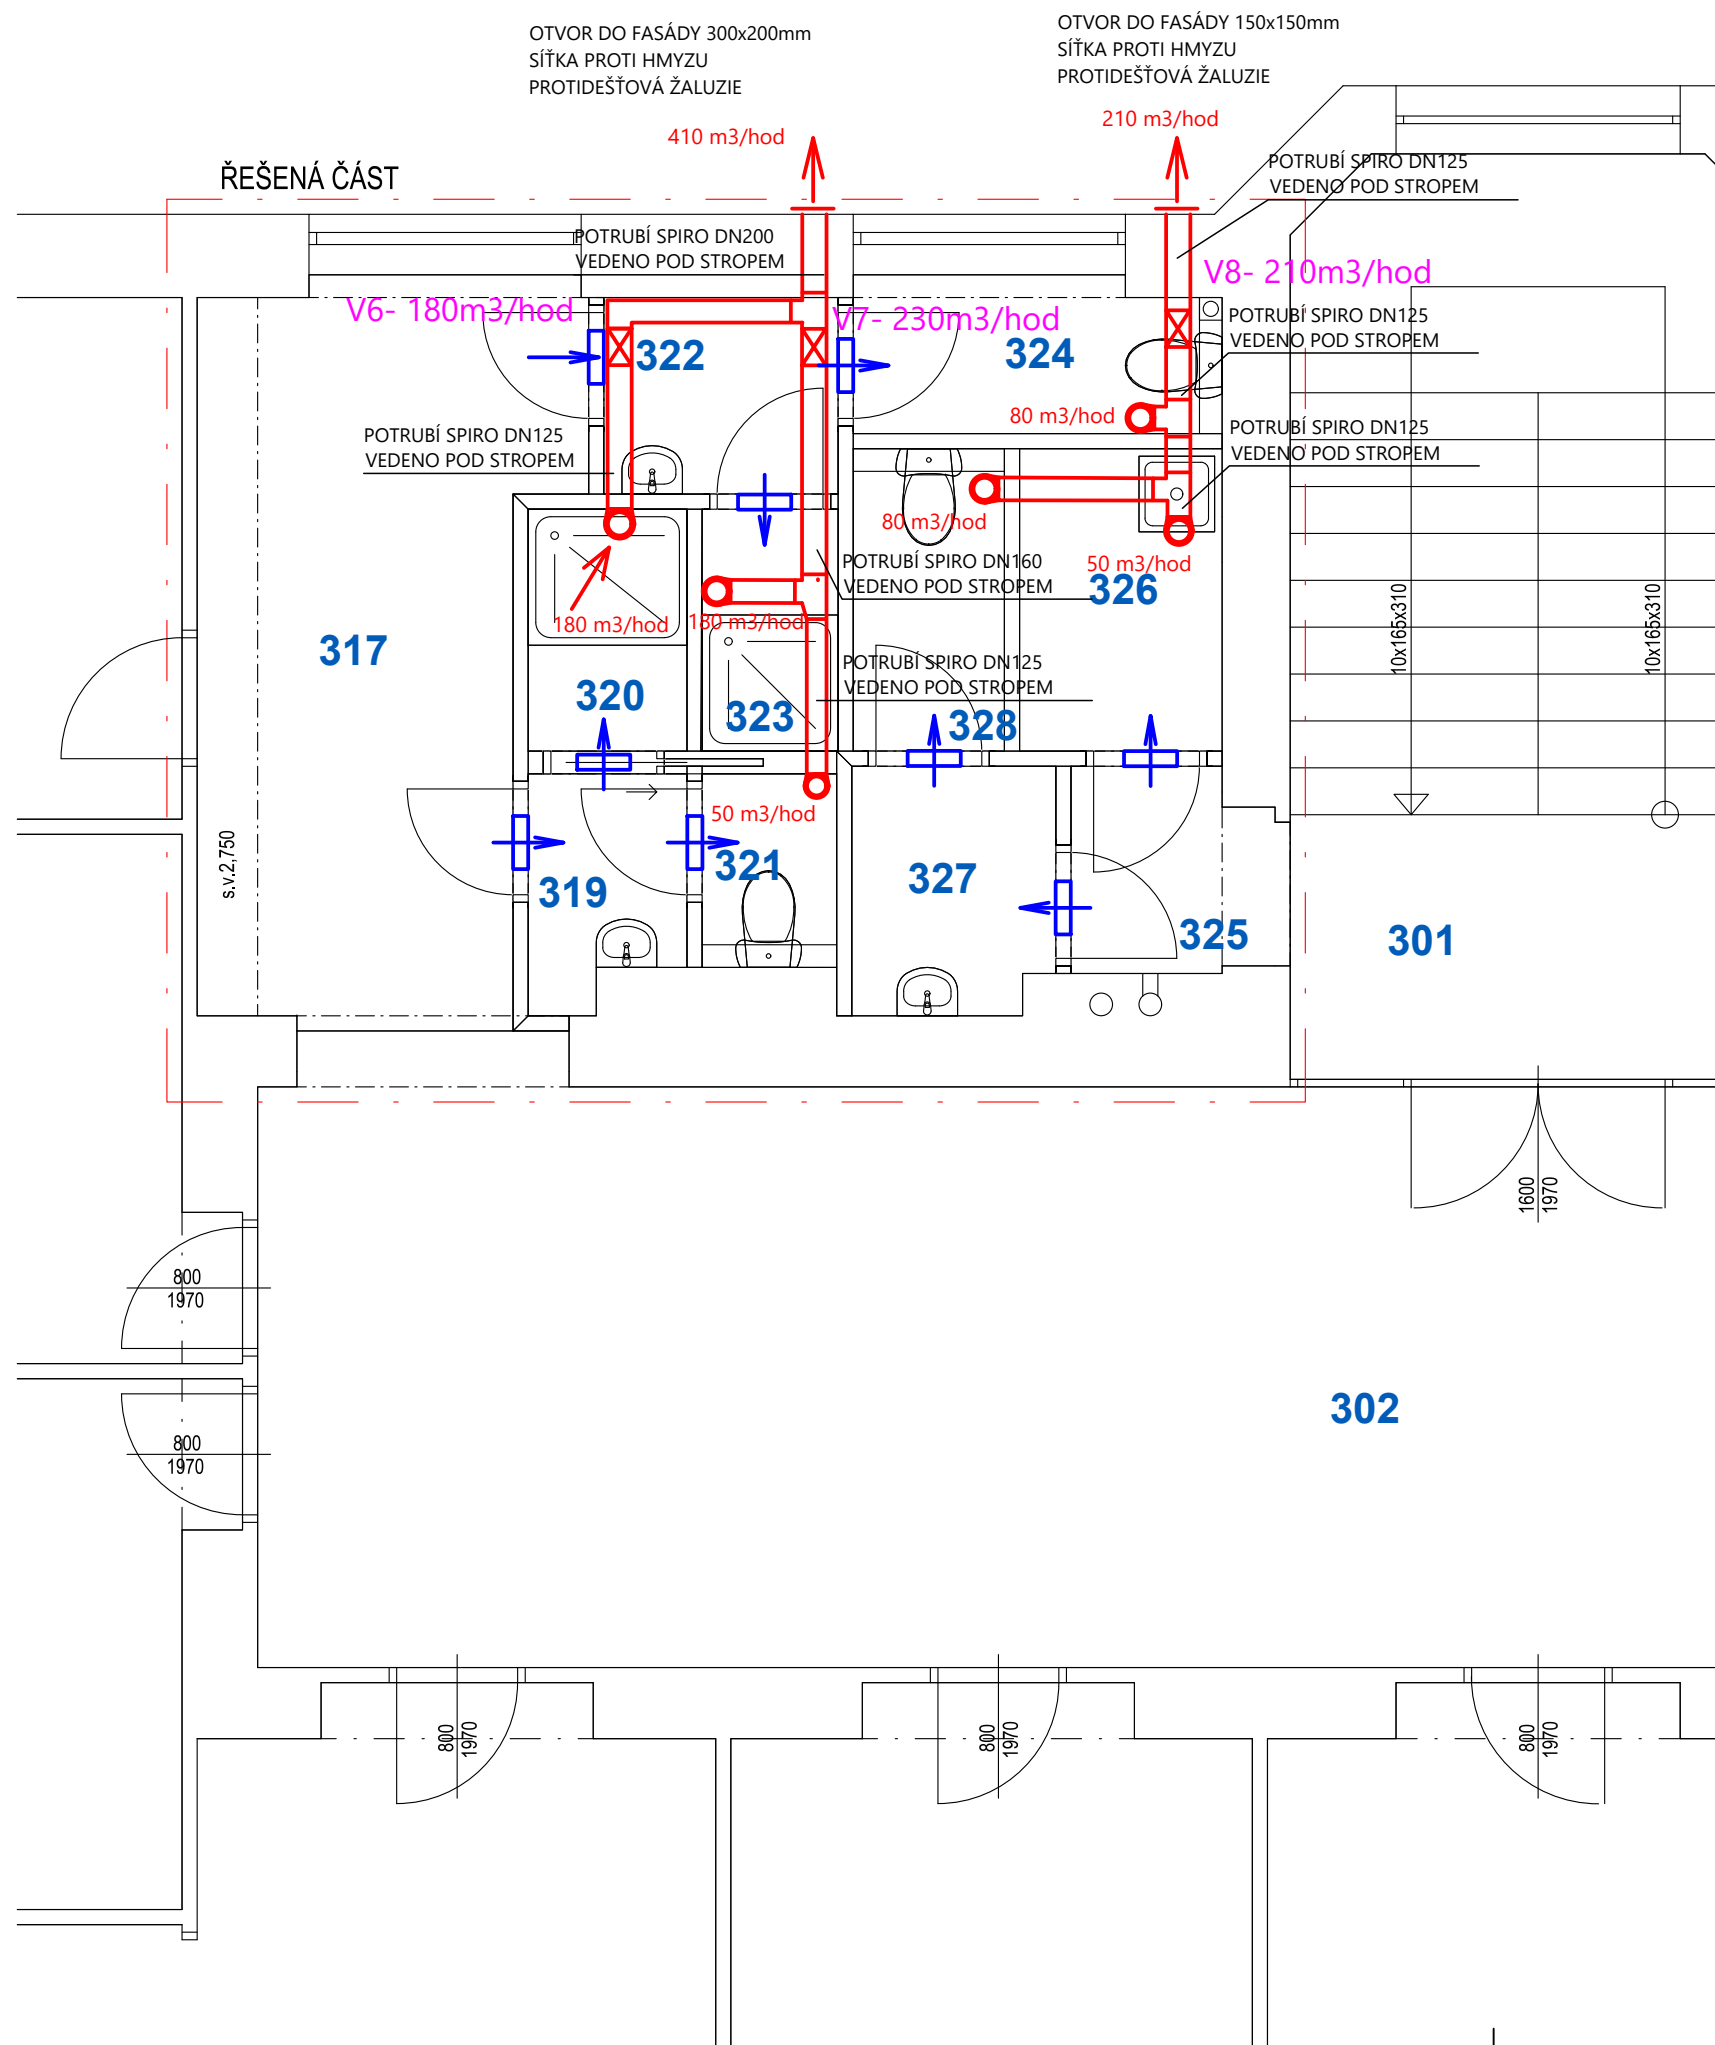 OTVOR DO FASÁDY 300x200mm
SÍŤKA PROTI HMYZU
PROTIDEŠŤOVÁ ŽALUZIE
OTVOR DO FASÁDY 150x150mm
SÍŤKA PROTI HMYZU
PROTIDEŠŤOVÁ ŽALUZIE
410 m3/hod
210 m3/hod
ŘEŠENÁ ČÁST
POTRUBÍ SPIRO DN125
VEDENO POD STROPEM
POTRUBÍ SPIRO DN200
VEDENO POD STROPEM
V8- 210m3/hod
V6- 180m3/hod
V7- 230m3/hod
POTRUBÍ SPIRO DN125
VEDENO POD STROPEM
322
324
80 m3/hod
POTRUBÍ SPIRO DN125
VEDENO POD STROPEM
POTRUBÍ SPIRO DN125
VEDENO POD STROPEM
80 m3/hod
50 m3/hod
POTRUBÍ SPIRO DN160
VEDENO POD STROPEM
326
180 m3/hod
180 m3/hod
10x165x310
10x165x310
317
POTRUBÍ SPIRO DN125
VEDENO POD STROPEM
320
323
328
50 m3/hod
s.v.2,750
321
319
327
325
301
1600
1970
800
1970
302
800
1970
800
1970
800
1970
800
1970